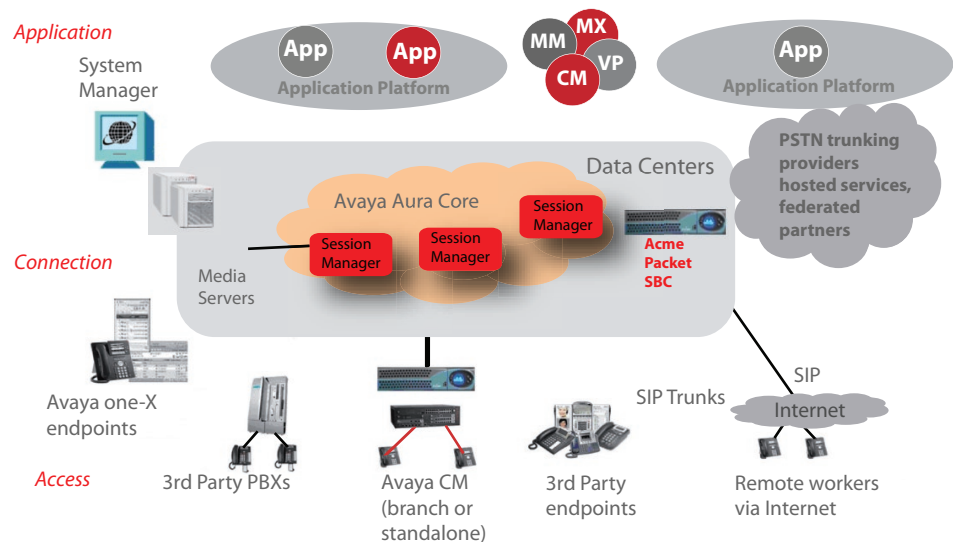 Application
System
Manager
App
App
Application Platform
MM
MX
VP
CM
App
Application Platform
PSTN trunking
providers
hosted services,
federated
partners
Data Centers
Avaya Aura Core
Session
Manager
Session
Manager
Session
Manager
Acme
Packet
SBC
Connection
Media
Servers
Avaya one-X
endpoints
SIP Trunks
SIP
Internet
Access
3rd Party PBXs
Avaya CM
(branch or
standalone)
3rd Party
endpoints
Remote workers
via Internet